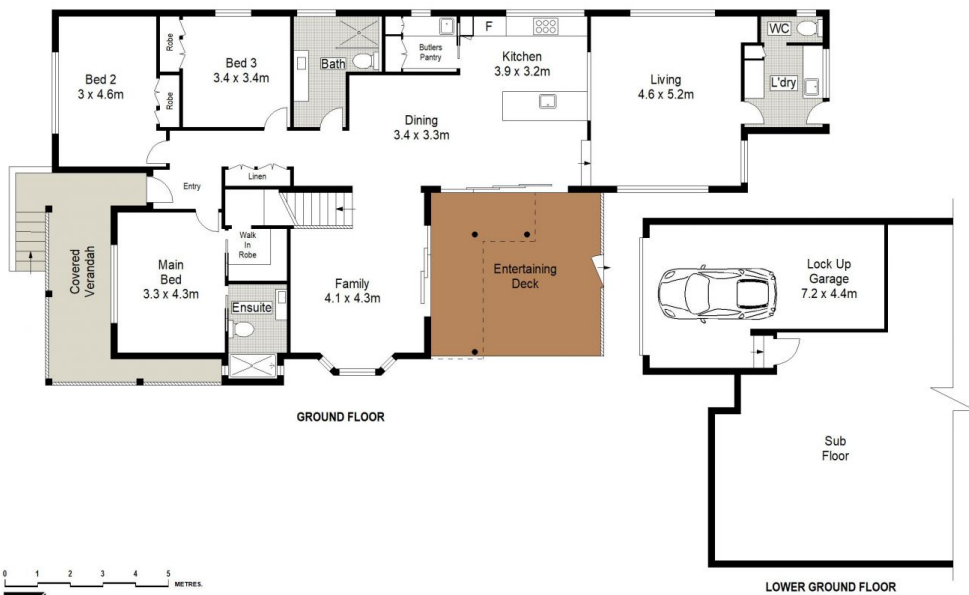 Bed 2
3 x 4.6m
Robe
Robe
Bed 3
3.4 x 3.4m
Bath
Butlers
Pantry
F
Kitchen
3.9 x 3.2m
Dining
3.4 x 3.3m
Living
4.6 x 5.2m
WC
L'dry
Linen
Entry
Covered
Verandah
Main
Bed
3.3 x 4.3m
Walk
In
Robe
Ensuite
Family
4.1 x 4.3m
Entertaining
Deck
GROUND FLOOR
Lock Up
Garage
7.2 x 4.4m
Sub
Floor
LOWER GROUND FLOOR
0 1 2 3 4 5 METRES.